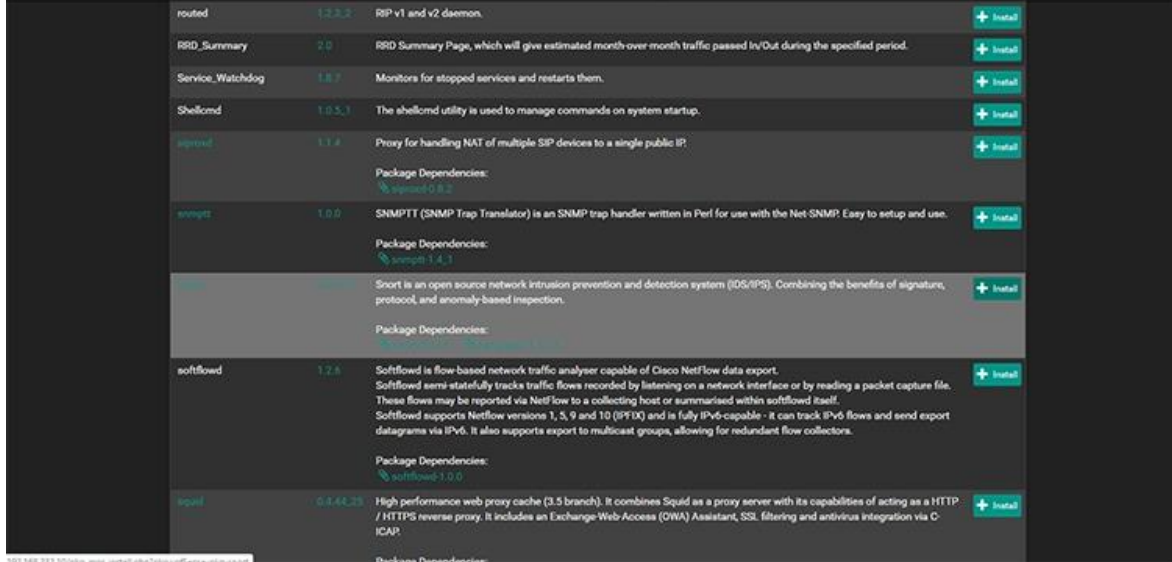 routed 1.2.3_2 RIP v1 and v2 daemon. Install
RRD_Summary 2.0 RRD Summary Page, which will give estimated month-over-month traffic passed In/Out during the specified period. Install
Service_Watchdog 1.8.7 Monitors for stopped services and restarts them. Install
Shellcmd 1.0.5_1 The shellcmd utility is used to manage commands on system startup. Install
siproxd 1.1.4 Proxy for handling NAT of multiple SIP devices to a single public IP. Install
Package Dependencies:
siproxd-0.8.2
snmptt 1.0.0 SNMPTT (SNMP Trap Translator) is an SNMP trap handler written in Perl for use with the Net-SNMP. Easy to setup and use. Install
Package Dependencies:
snmptt-1.4_1
Snort is an open source network intrusion prevention and detection system (IDS/IPS). Combining the benefits of signature, Install
protocol, and anomaly-based inspection.
Package Dependencies:
softflowd 1.2.6 Softflowd is flow-based network traffic analyser capable of Cisco NetFlow data export. Install
Softflowd semi-statefully tracks traffic flows recorded by listening on a network interface or by reading a packet capture file.
These flows may be reported via NetFlow to a collecting host or summarised within softflowd itself.
Softflowd supports Netflow versions 1, 5, 9 and 10 (IPFIX) and is fully IPv6-capable - it can track IPv6 flows and send export
datagrams via IPv6. It also supports export to multicast groups, allowing for redundant flow collectors.
Package Dependencies:
softflowd-1.0.0
squid 0.4.44_25 High performance web proxy cache (3.5 branch). It combines Squid as a proxy server with its capabilities of acting as a HTTP Install
/ HTTPS reverse proxy. It includes an Exchange-Web-Access (OWA) Assistant, SSL filtering and antivirus integration via C-
ICAP.
Package Dependencies: